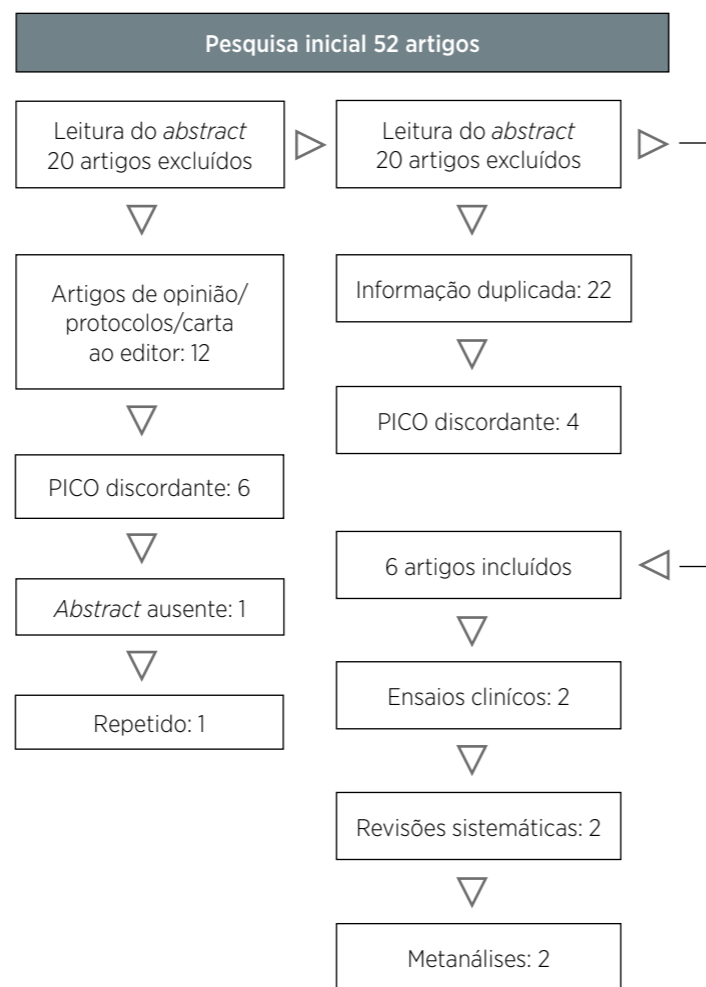 Pesquisa inicial 52 artigos
Leitura do abstract
20 artigos excluídos
Artigos de opinião/
protocolos/carta
ao editor: 12
PICO discordante: 6
Abstract ausente: 1
Repetido: 1
Leitura do abstract
20 artigos excluídos
Informação duplicada: 22
PICO discordante: 4
6 artigos incluídos
Ensaios clinícos: 2
Revisões sistemáticas: 2
Metanálises: 2